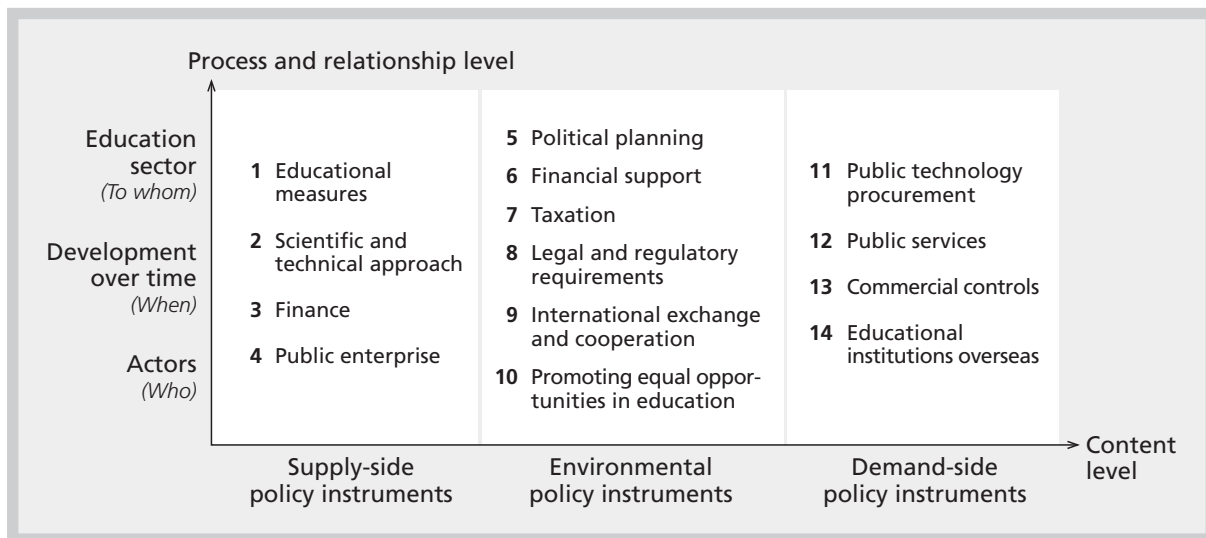 Process and relationship level
Education
sector
(To whom)
Development
over time
(When)
Actors
(Who)
1 Educational
measures
2 Scientific and
technical approach
3 Finance
4 Public enterprise
5 Political planning
6 Financial support
7 Taxation
8 Legal and regulatory
requirements
9 International exchange
and cooperation
10 Promoting equal oppor-
tunities in education
11 Public technology
procurement
12 Public services
13 Commercial controls
14 Educational
institutions overseas
Supply-side
policy instruments
Environmental
policy instruments
Demand-side
policy instruments
Content
level